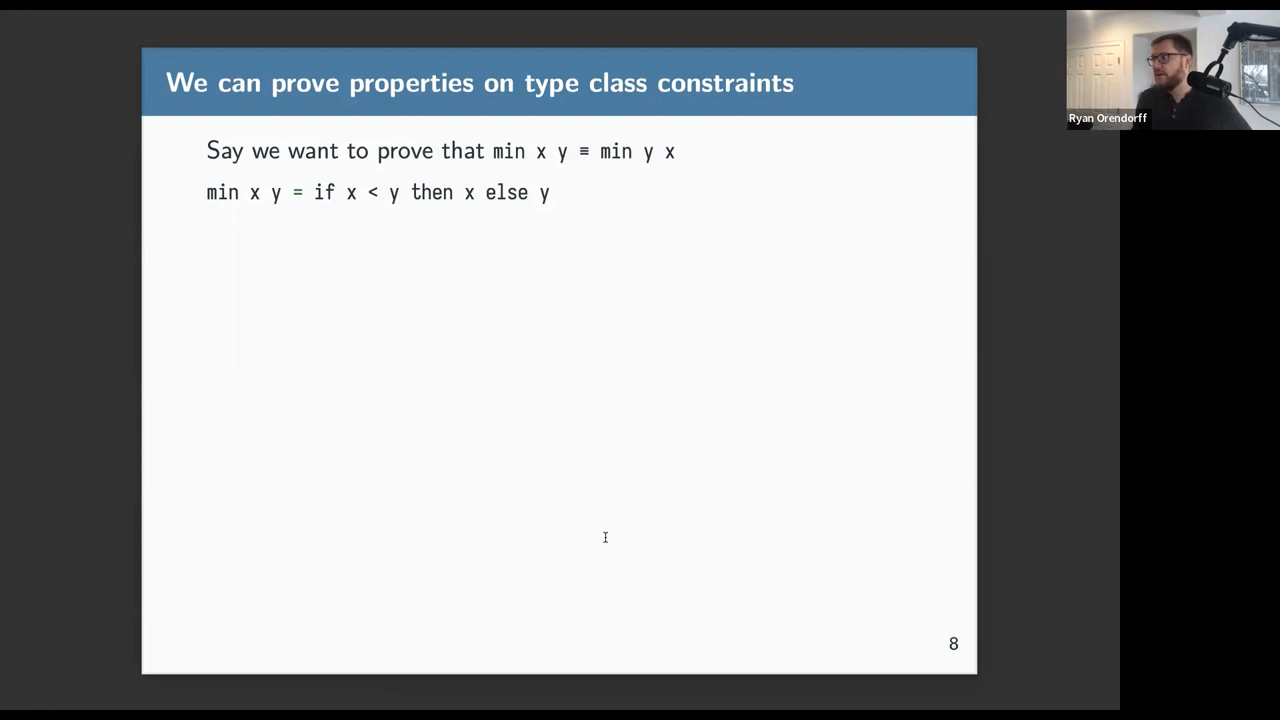 We can prove properties on type class constraints
Ryan Orendorff
Say we want to prove that min x y ≡ min y x
min x y = if x < y then x else y
8